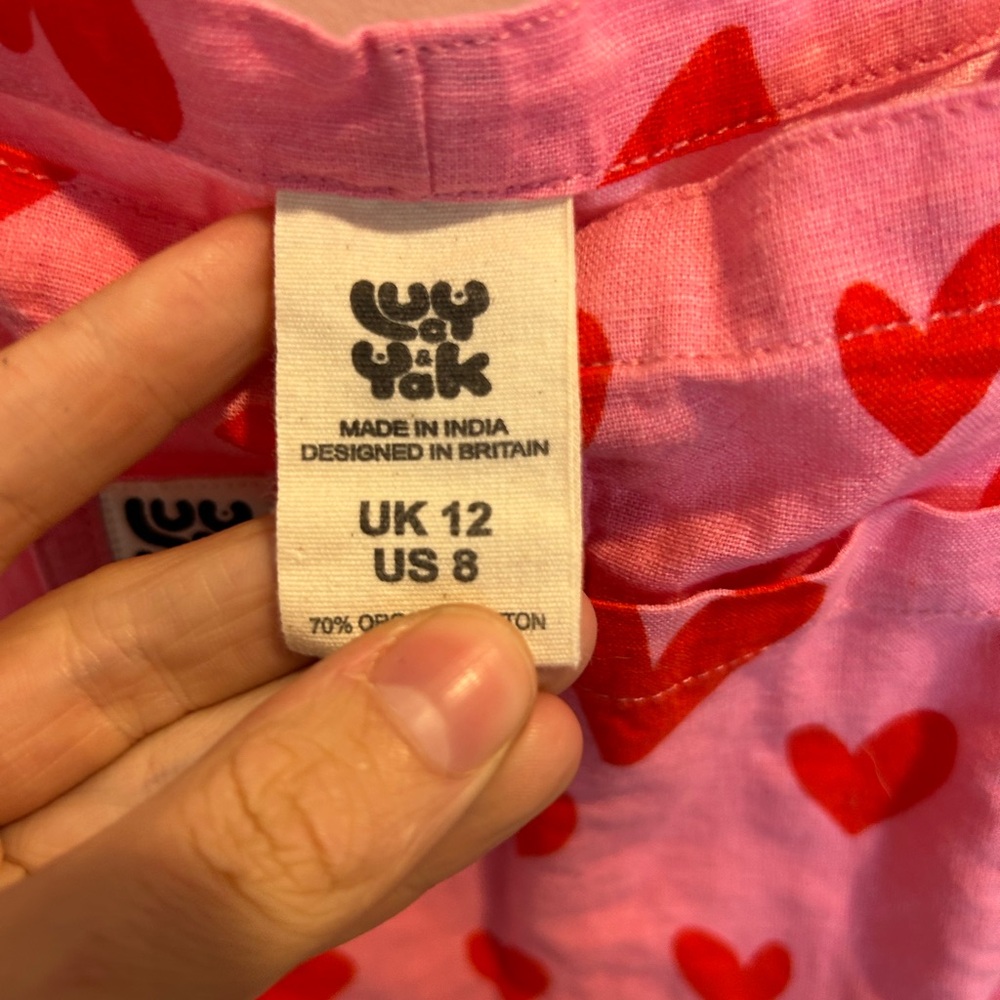 Lucy
&
Yak
MADE IN INDIA
DESIGNED IN BRITAIN
UK 12
US 8
70%